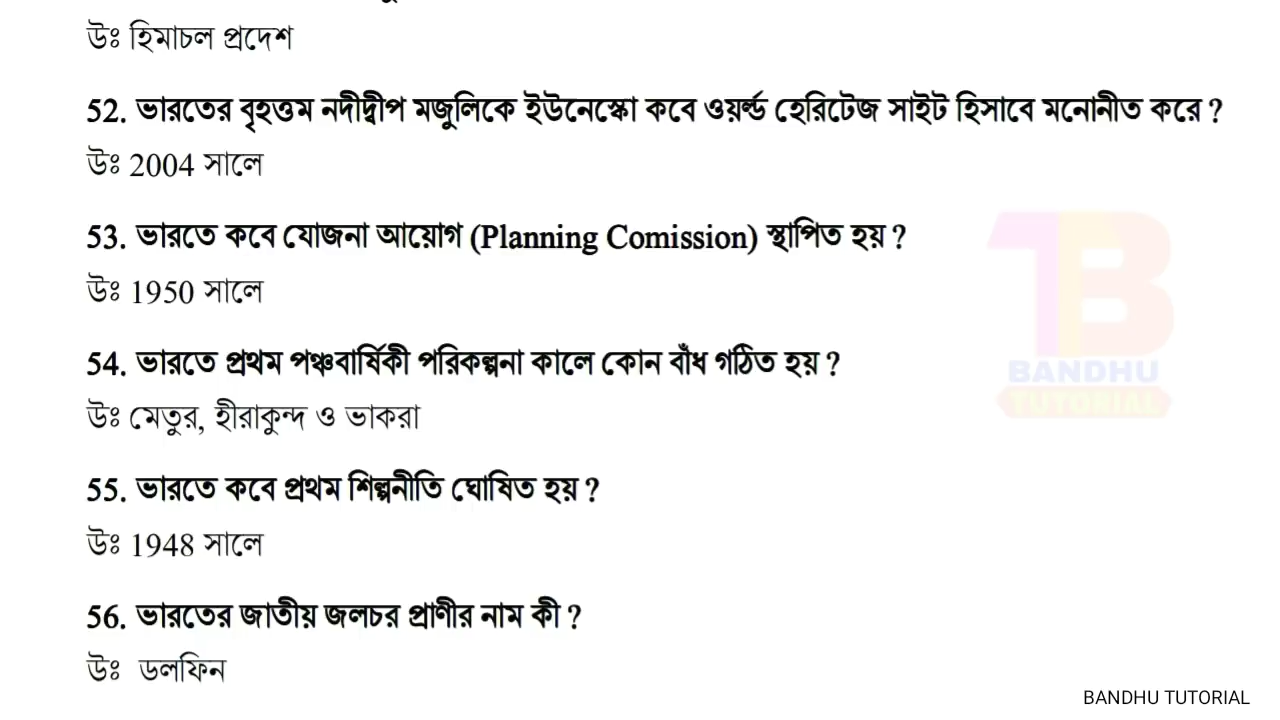 উঃ হিমাচল প্রদেশ
52. ভারতের বৃহত্তম নদীদ্বীপ মজুলিকে ইউনেস্কো কবে ওয়র্ল্ড হেরিটেজ সাইট হিসাবে মনোনীত করে ?
উঃ 2004 সালে
53. ভারতে কবে যোজনা আয়োগ (Planning Comission) স্থাপিত হয় ?
উঃ 1950 সালে
54. ভারতে প্রথম পঞ্চবার্ষিকী পরিকল্পনা কালে কোন বাঁধ গঠিত হয় ?
উঃ মেতুর, হীরাকুন্দ ও ভাকরা
55. ভারতে কবে প্রথম শিল্পনীতি ঘোষিত হয় ?
উঃ 1948 সালে
56. ভারতের জাতীয় জলচর প্রাণীর নাম কী ?
উঃ ডলফিন
TB
BANDHU
TUTORIAL
BANDHU TUTORIAL